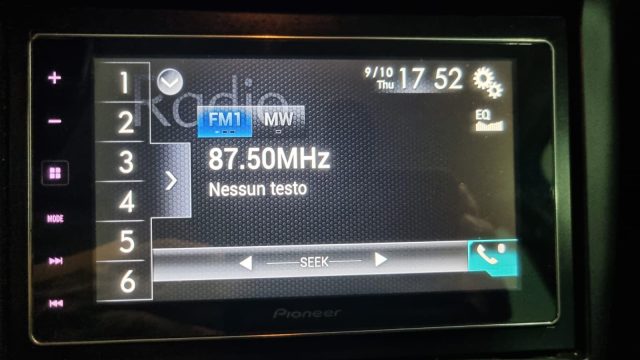 Radio
9/10
Thu
17 52
1
2
3
4
5
6
FM1
MW
EQ
87.50MHz
Nessun testo
SEEK
MODE
Pioneer